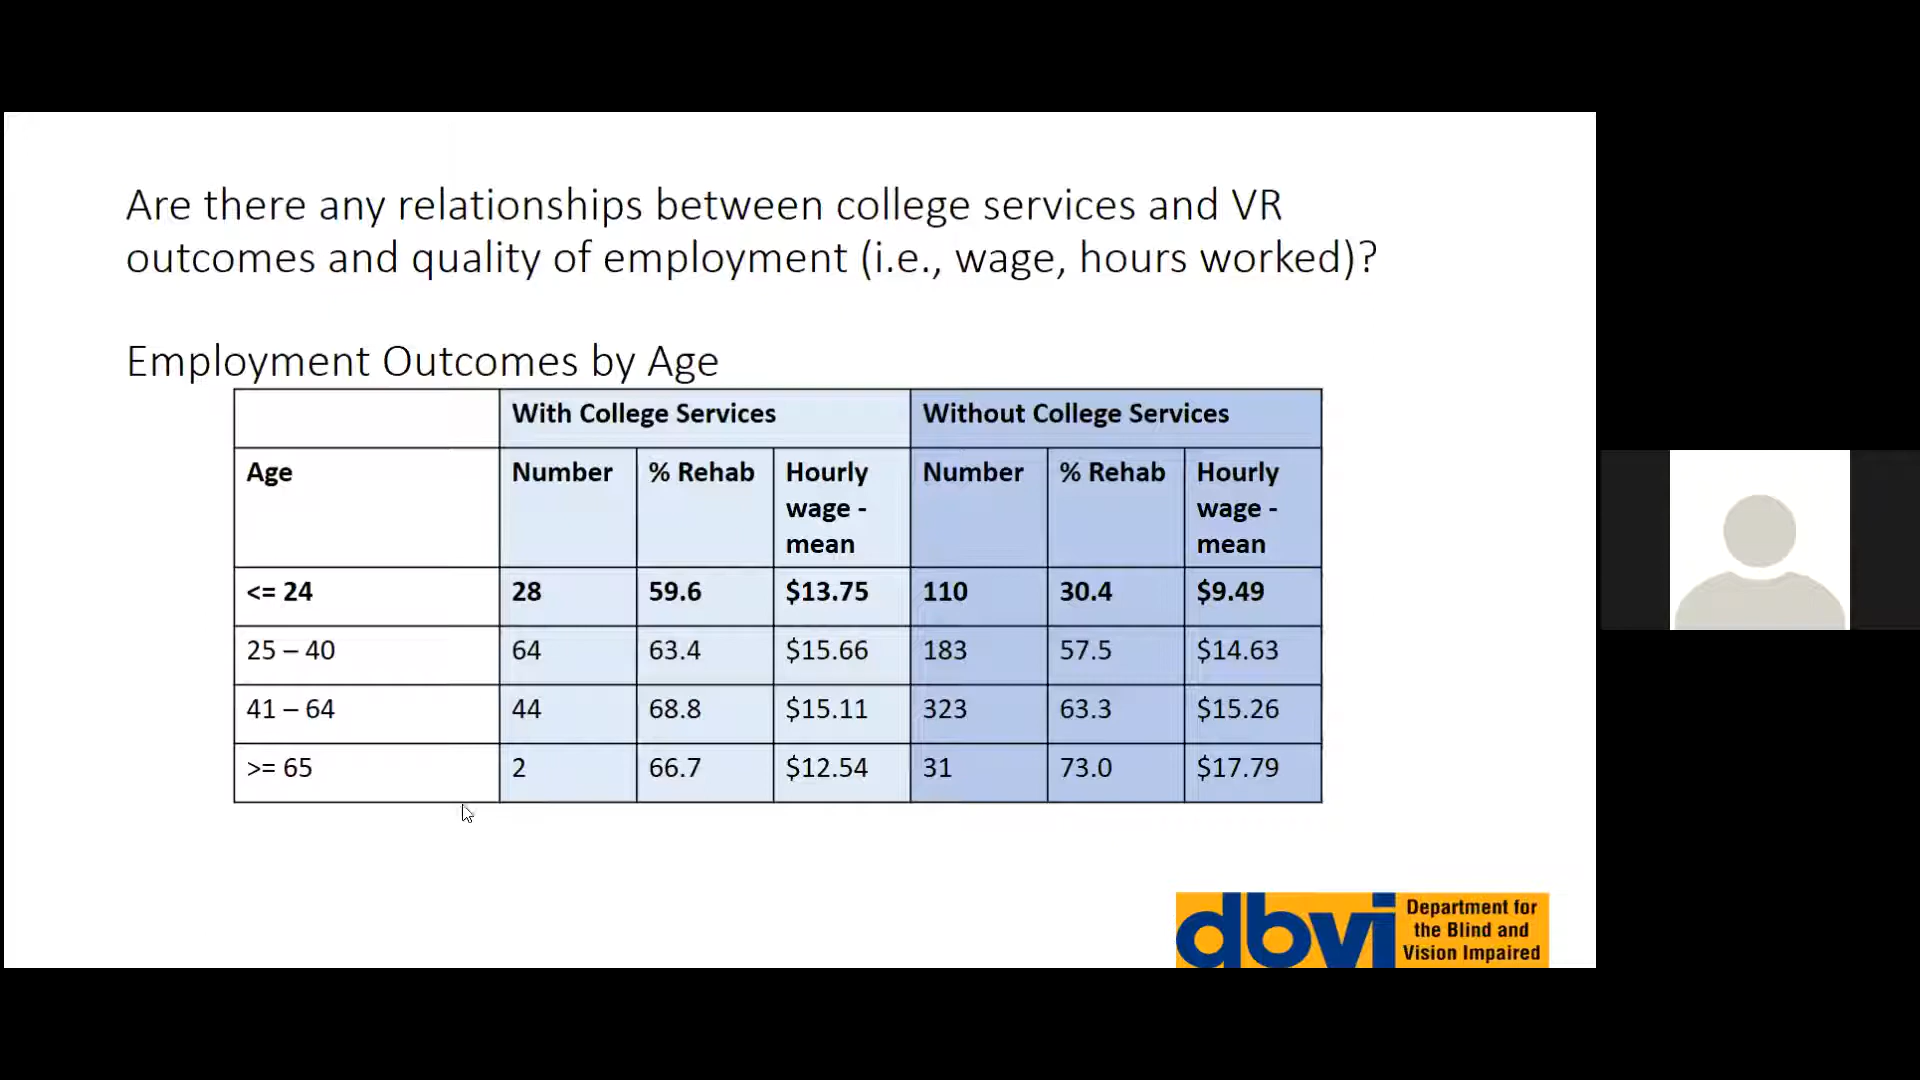 Are there any relationships between college services and VR
outcomes and quality of employment (i.e., wage, hours worked)?
Employment Outcomes by Age
With College Services Without College Services
Age Number % Rehab Hourly wage - mean Number % Rehab Hourly wage - mean
<= 24 28 59.6 $13.75 110 30.4 $9.49
25 – 40 64 63.4 $15.66 183 57.5 $14.63
41 – 64 44 68.8 $15.11 323 63.3 $15.26
>= 65 2 66.7 $12.54 31 73.0 $17.79
dbvi
Department for
the Blind and
Vision Impaired